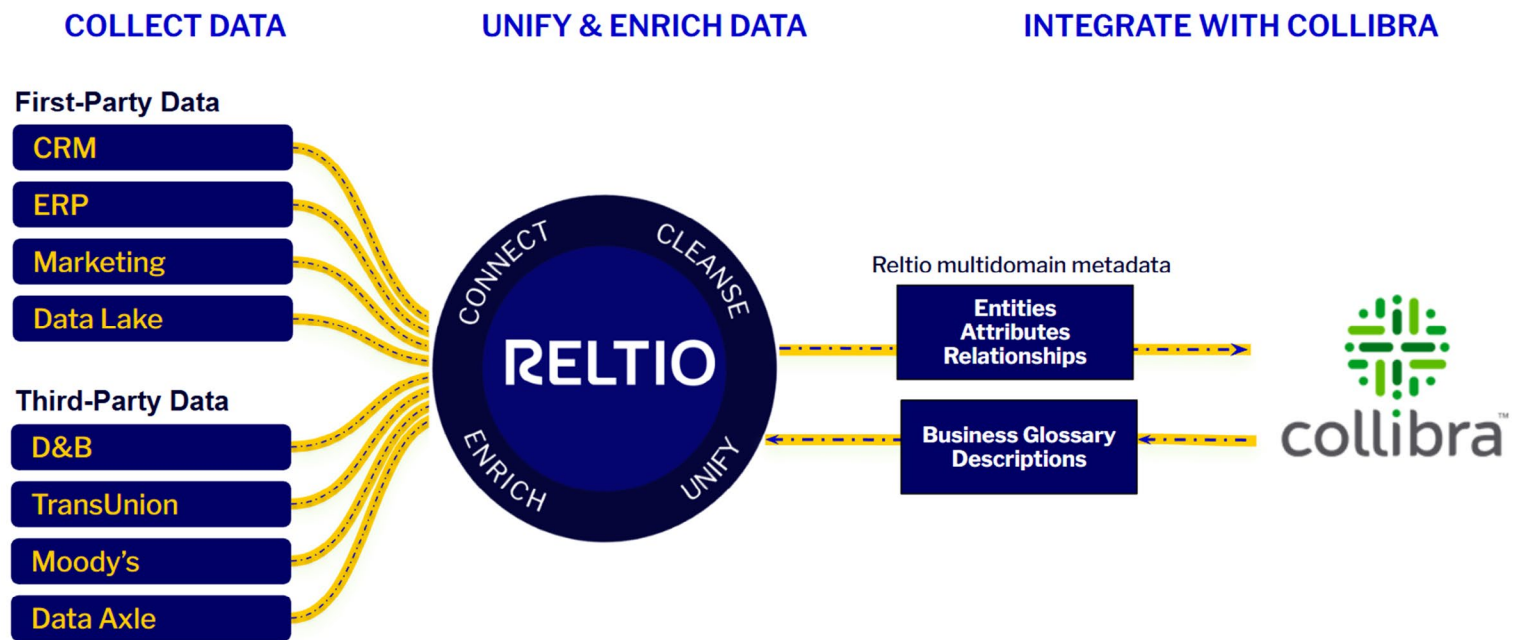 COLLECT DATA
UNIFY & ENRICH DATA
INTEGRATE WITH COLLIBRA
First-Party Data
CRM
ERP
Marketing
Data Lake
Third-Party Data
D&B
TransUnion
Moody's
Data Axle
CONNECT
CLEANSE
RELTIO
ENRICH
UNIFY
Reltio multidomain metadata
Entities
Attributes
Relationships
Business Glossary
Descriptions
collibra™